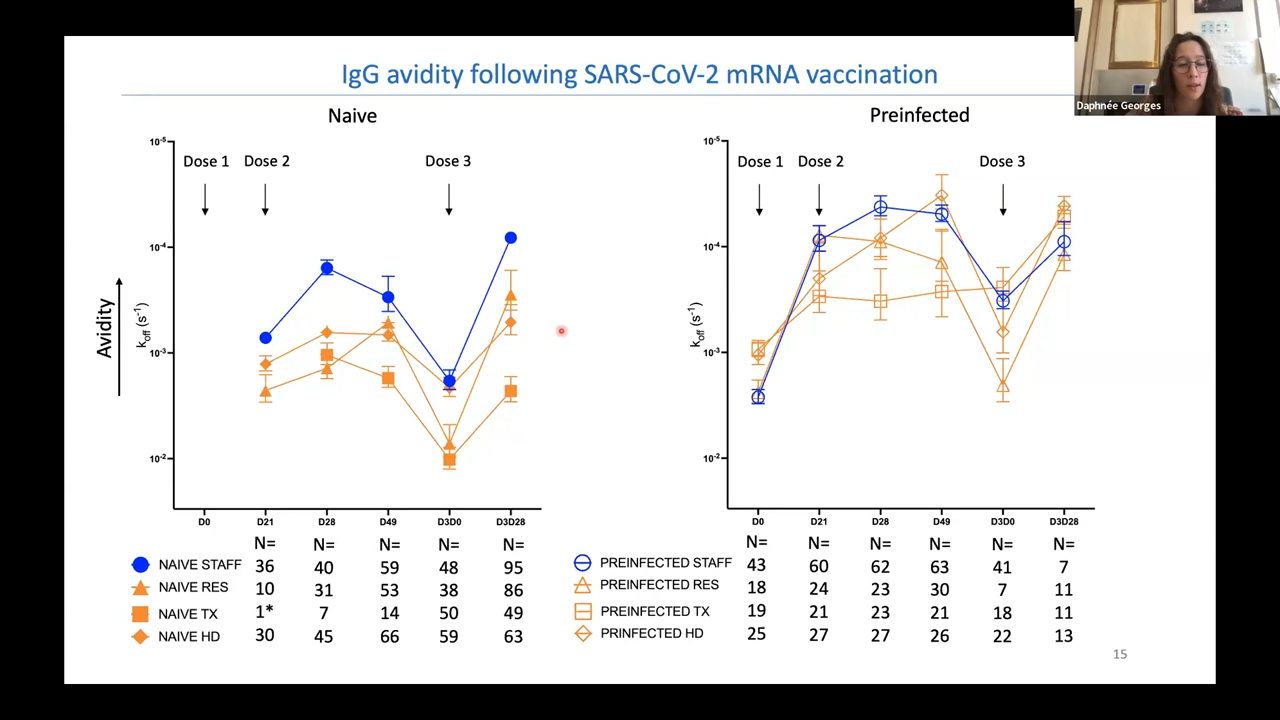 IgG avidity following SARS-CoV-2 mRNA vaccination
Daphnée Georges
Naive
Preinfected
Dose 1 Dose 2 Dose 3
Dose 1 Dose 2 Dose 3
Avidity
koff (s-1)
10-5
10-4
10-3
10-2
D0 D21 D28 D49 D3D0 D3D28
koff (s-1)
10-5
10-4
10-3
10-2
D0 D21 D28 D49 D3D0 D3D28
N= N= N= N= N=
NAIVE STAFF 36 40 59 48 95
NAIVE RES 10 31 53 38 86
NAIVE TX 1* 7 14 50 49
NAIVE HD 30 45 66 59 63
N= N= N= N= N= N=
PREINFECTED STAFF 43 60 62 63 41 7
PREINFECTED RES 18 24 23 30 7 11
PREINFECTED TX 19 21 23 21 18 11
PRINFECTED HD 25 27 27 26 22 13
15